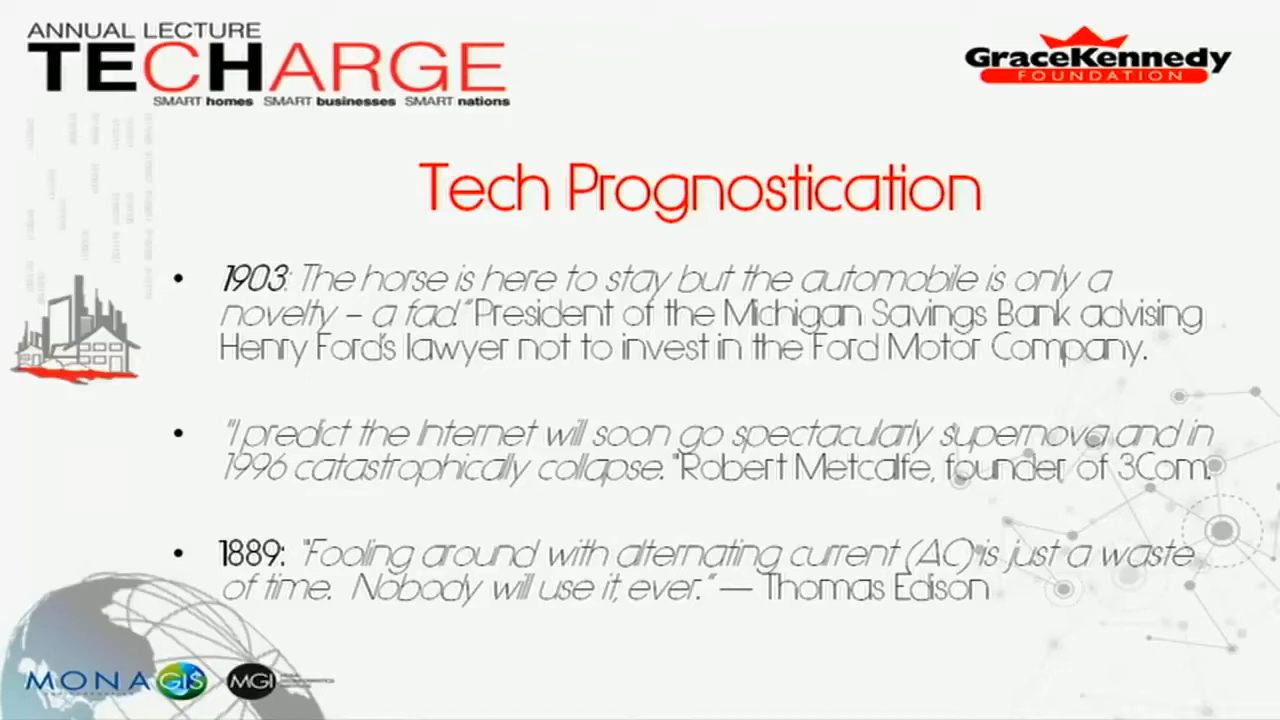 ANNUAL LECTURE
TECHARGE
SMART homes SMART businesses SMART nations
GraceKennedy
FOUNDATION
Tech Prognostication
• 1903: The horse is here to stay but the automobile is only a
novelty – a fad." President of the Michigan Savings Bank advising
Henry Ford's lawyer not to invest in the Ford Motor Company.
• "I predict the Internet will soon go spectacularly supernova and in
1996 catastrophically collapse. "Robert Metcalfe, founder of 3Com.
• 1889: "Fooling around with alternating current (AC) is just a waste
of time. Nobody will use it, ever." — Thomas Edison
MONA GIS MGI